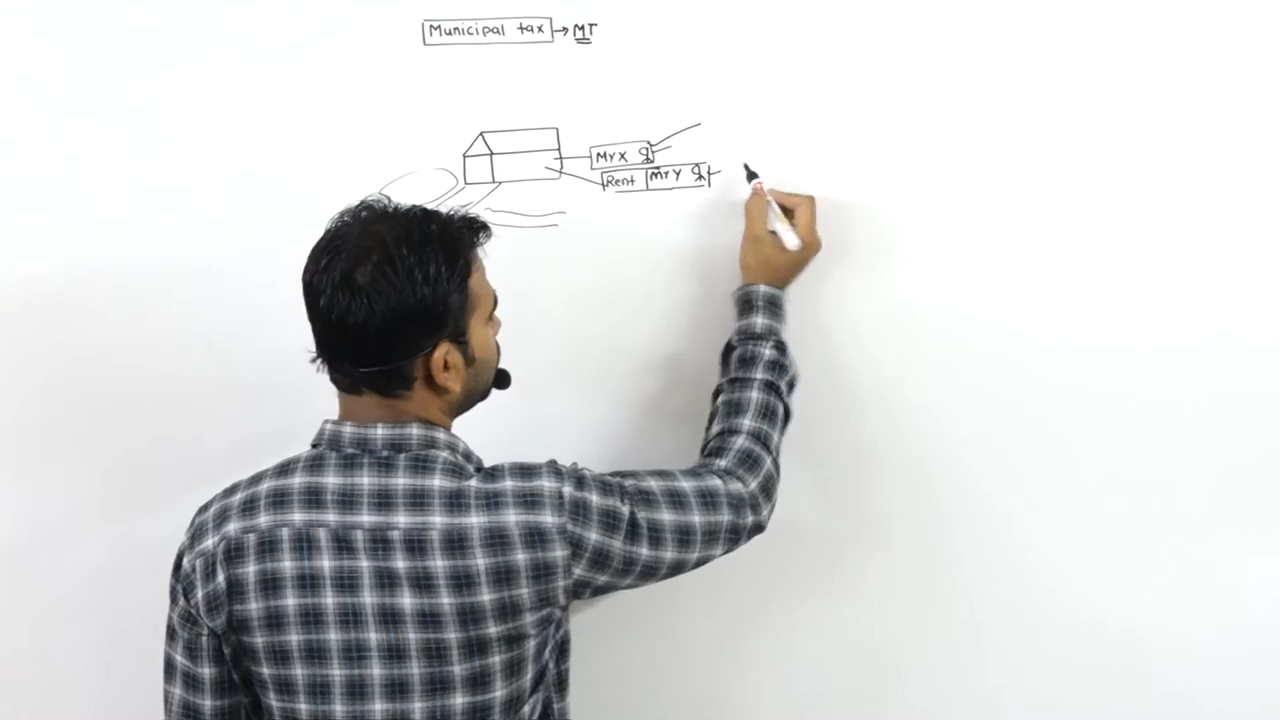 Municipal tax → MT
Mr X
Rent Mr Y